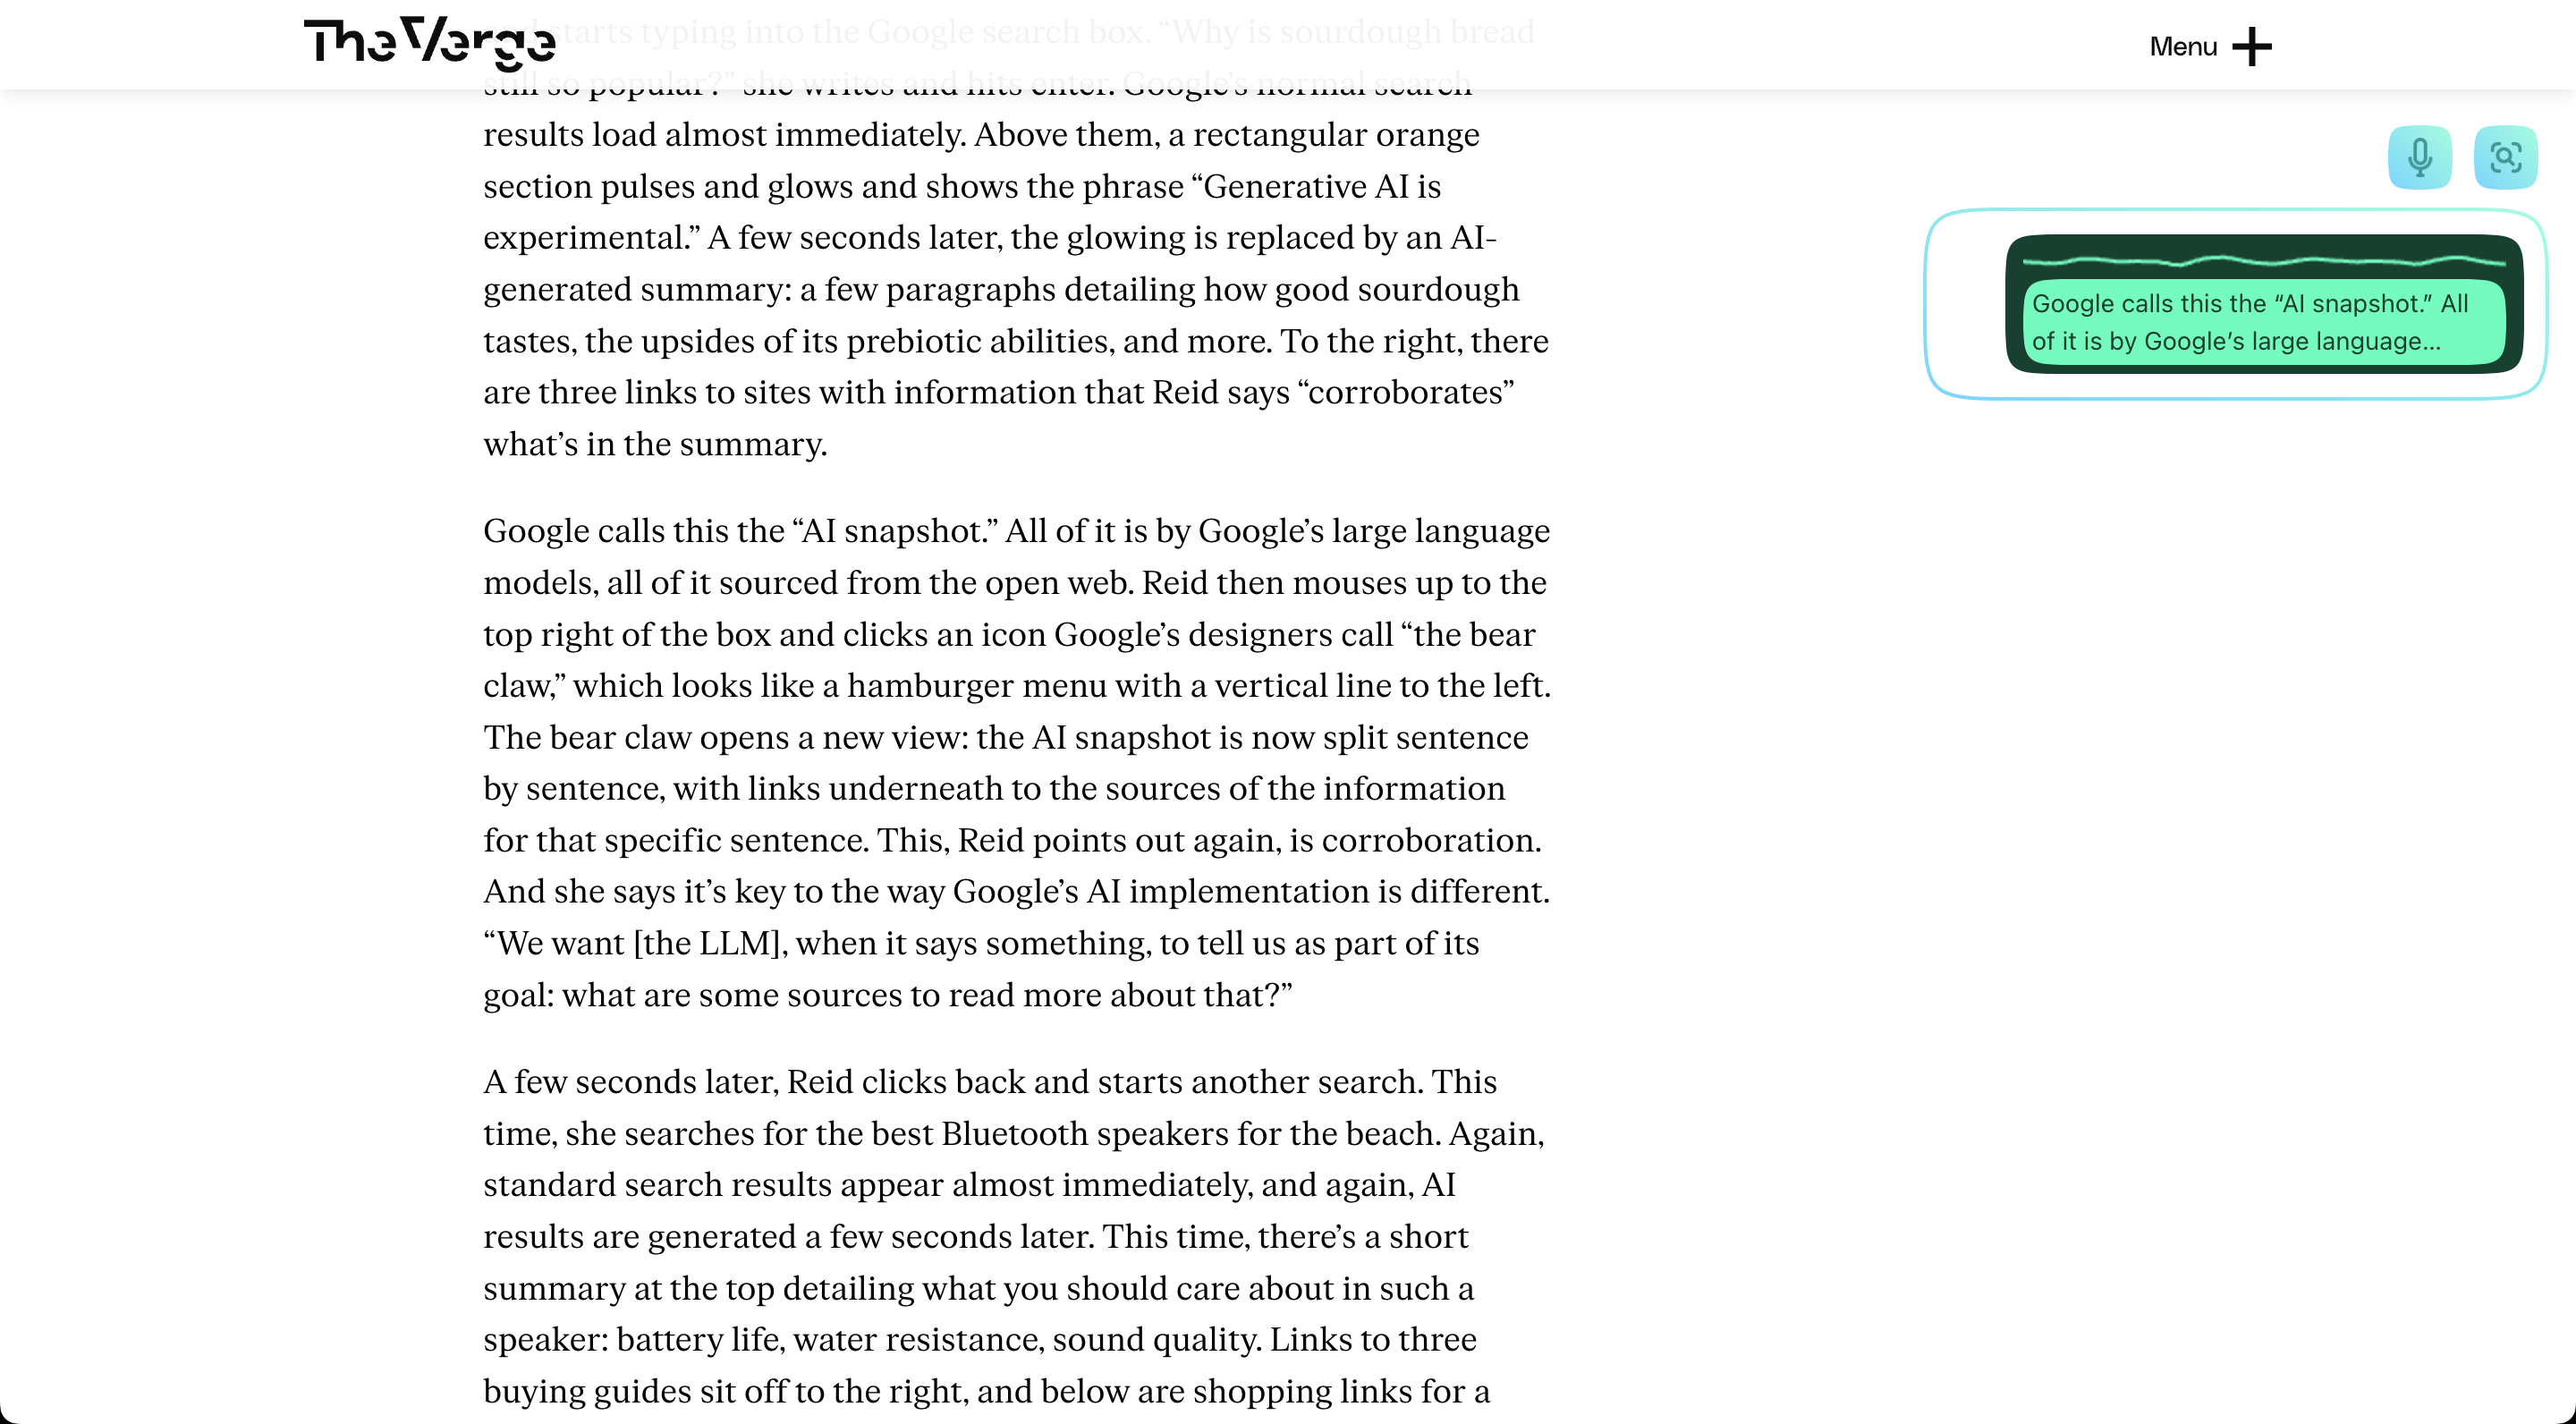 The Verge
Menu
and starts typing into the Google search box. “Why is sourdough bread
still so popular?” she writes and hits enter. Google’s normal search
results load almost immediately. Above them, a rectangular orange
section pulses and glows and shows the phrase “Generative AI is
experimental.” A few seconds later, the glowing is replaced by an AI-
generated summary: a few paragraphs detailing how good sourdough
tastes, the upsides of its prebiotic abilities, and more. To the right, there
are three links to sites with information that Reid says “corroborates”
what’s in the summary.
Google calls this the “AI snapshot.” All of it is by Google’s large language
models, all of it sourced from the open web. Reid then mouses up to the
top right of the box and clicks an icon Google’s designers call “the bear
claw,” which looks like a hamburger menu with a vertical line to the left.
The bear claw opens a new view: the AI snapshot is now split sentence
by sentence, with links underneath to the sources of the information
for that specific sentence. This, Reid points out again, is corroboration.
And she says it’s key to the way Google’s AI implementation is different.
“We want [the LLM], when it says something, to tell us as part of its
goal: what are some sources to read more about that?”
A few seconds later, Reid clicks back and starts another search. This
time, she searches for the best Bluetooth speakers for the beach. Again,
standard search results appear almost immediately, and again, AI
results are generated a few seconds later. This time, there’s a short
summary at the top detailing what you should care about in such a
speaker: battery life, water resistance, sound quality. Links to three
buying guides sit off to the right, and below are shopping links for a
Google calls this the “AI snapshot.” All
of it is by Google’s large language...